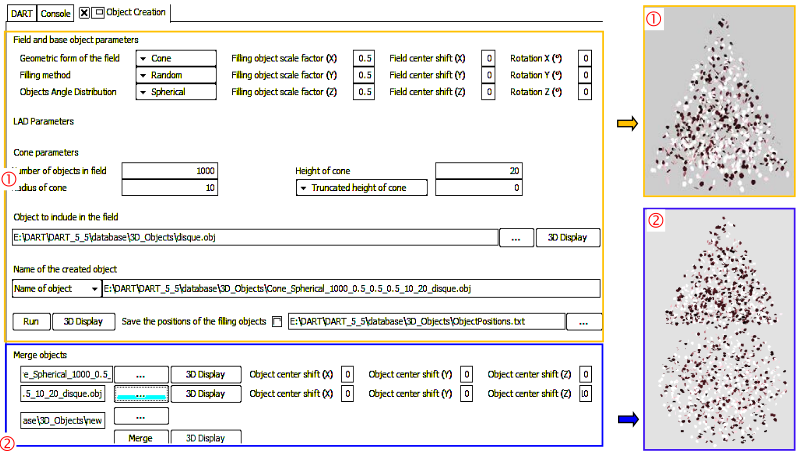 DART Console Object Creation
Field and base object parameters
Geometric form of the field Cone Filling object scale factor (X) 0.5 Field center shift (X) 0 Rotation X (°) 0
Filling method Random Filling object scale factor (Y) 0.5 Field center shift (Y) 0 Rotation Y (°) 0
Objects Angle Distribution Spherical Filling object scale factor (Z) 0.5 Field center shift (Z) 0 Rotation Z (°) 0
LAD Parameters
Cone parameters
Number of objects in field 1000 Height of cone 20
① adius of cone 10 Truncated height of cone 0
Object to include in the field
E:\DART\DART_5_5\database\3D_Objects\disque.obj ... 3D Display
Name of the created object
Name of object E:\DART\DART_5_5\database\3D_Objects\Cone_Spherical_1000_0.5_0.5_0.5_10_20_disque.obj
Run 3D Display Save the positions of the filling objects E:\DART\DART_5_5\database\3D_Objects\ObjectPositions.txt ...
Merge objects
e_Spherical_1000_0.5_ ... 3D Display Object center shift (X) 0 Object center shift (Y) 0 Object center shift (Z) 0
.5_10_20_disque.obj ... 3D Display Object center shift (X) 0 Object center shift (Y) 0 Object center shift (Z) 10
ase\3D_Objects\new ...
② Merge 3D Display
①
②